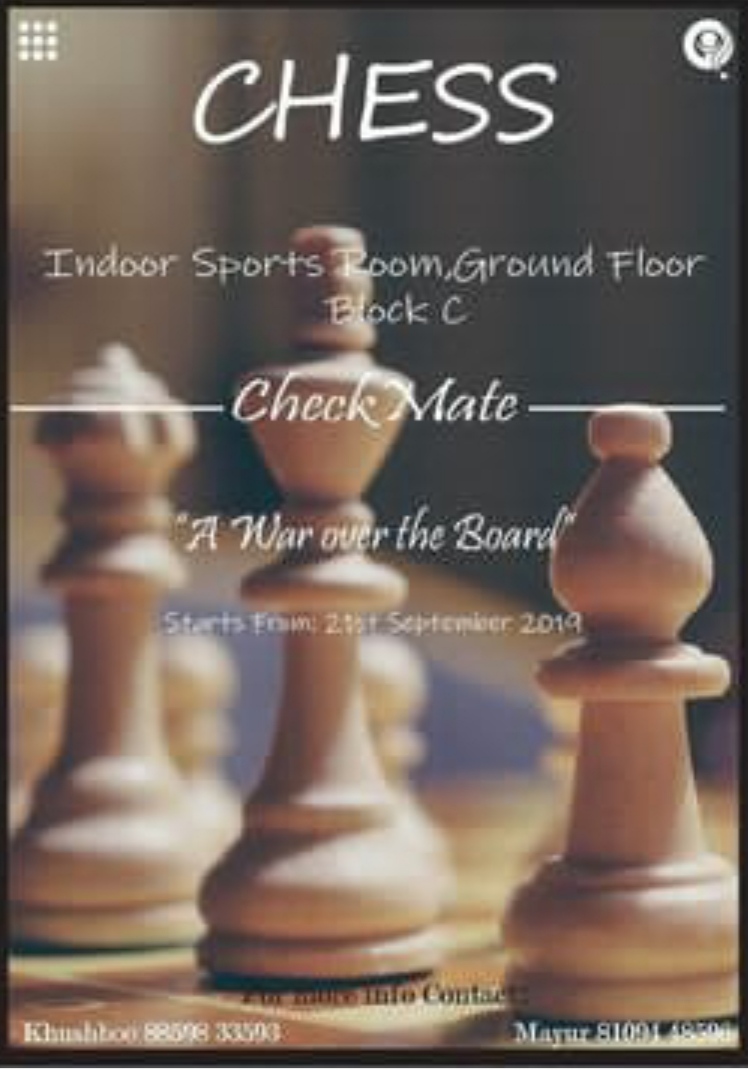 CHESS
Indoor Sports Room,Ground Floor
Block C
Check Mate
"A War over the Board"
Starts From: 21st September 2019
For more info Contact:
Khushboo 88598 33593
Mayur 81091